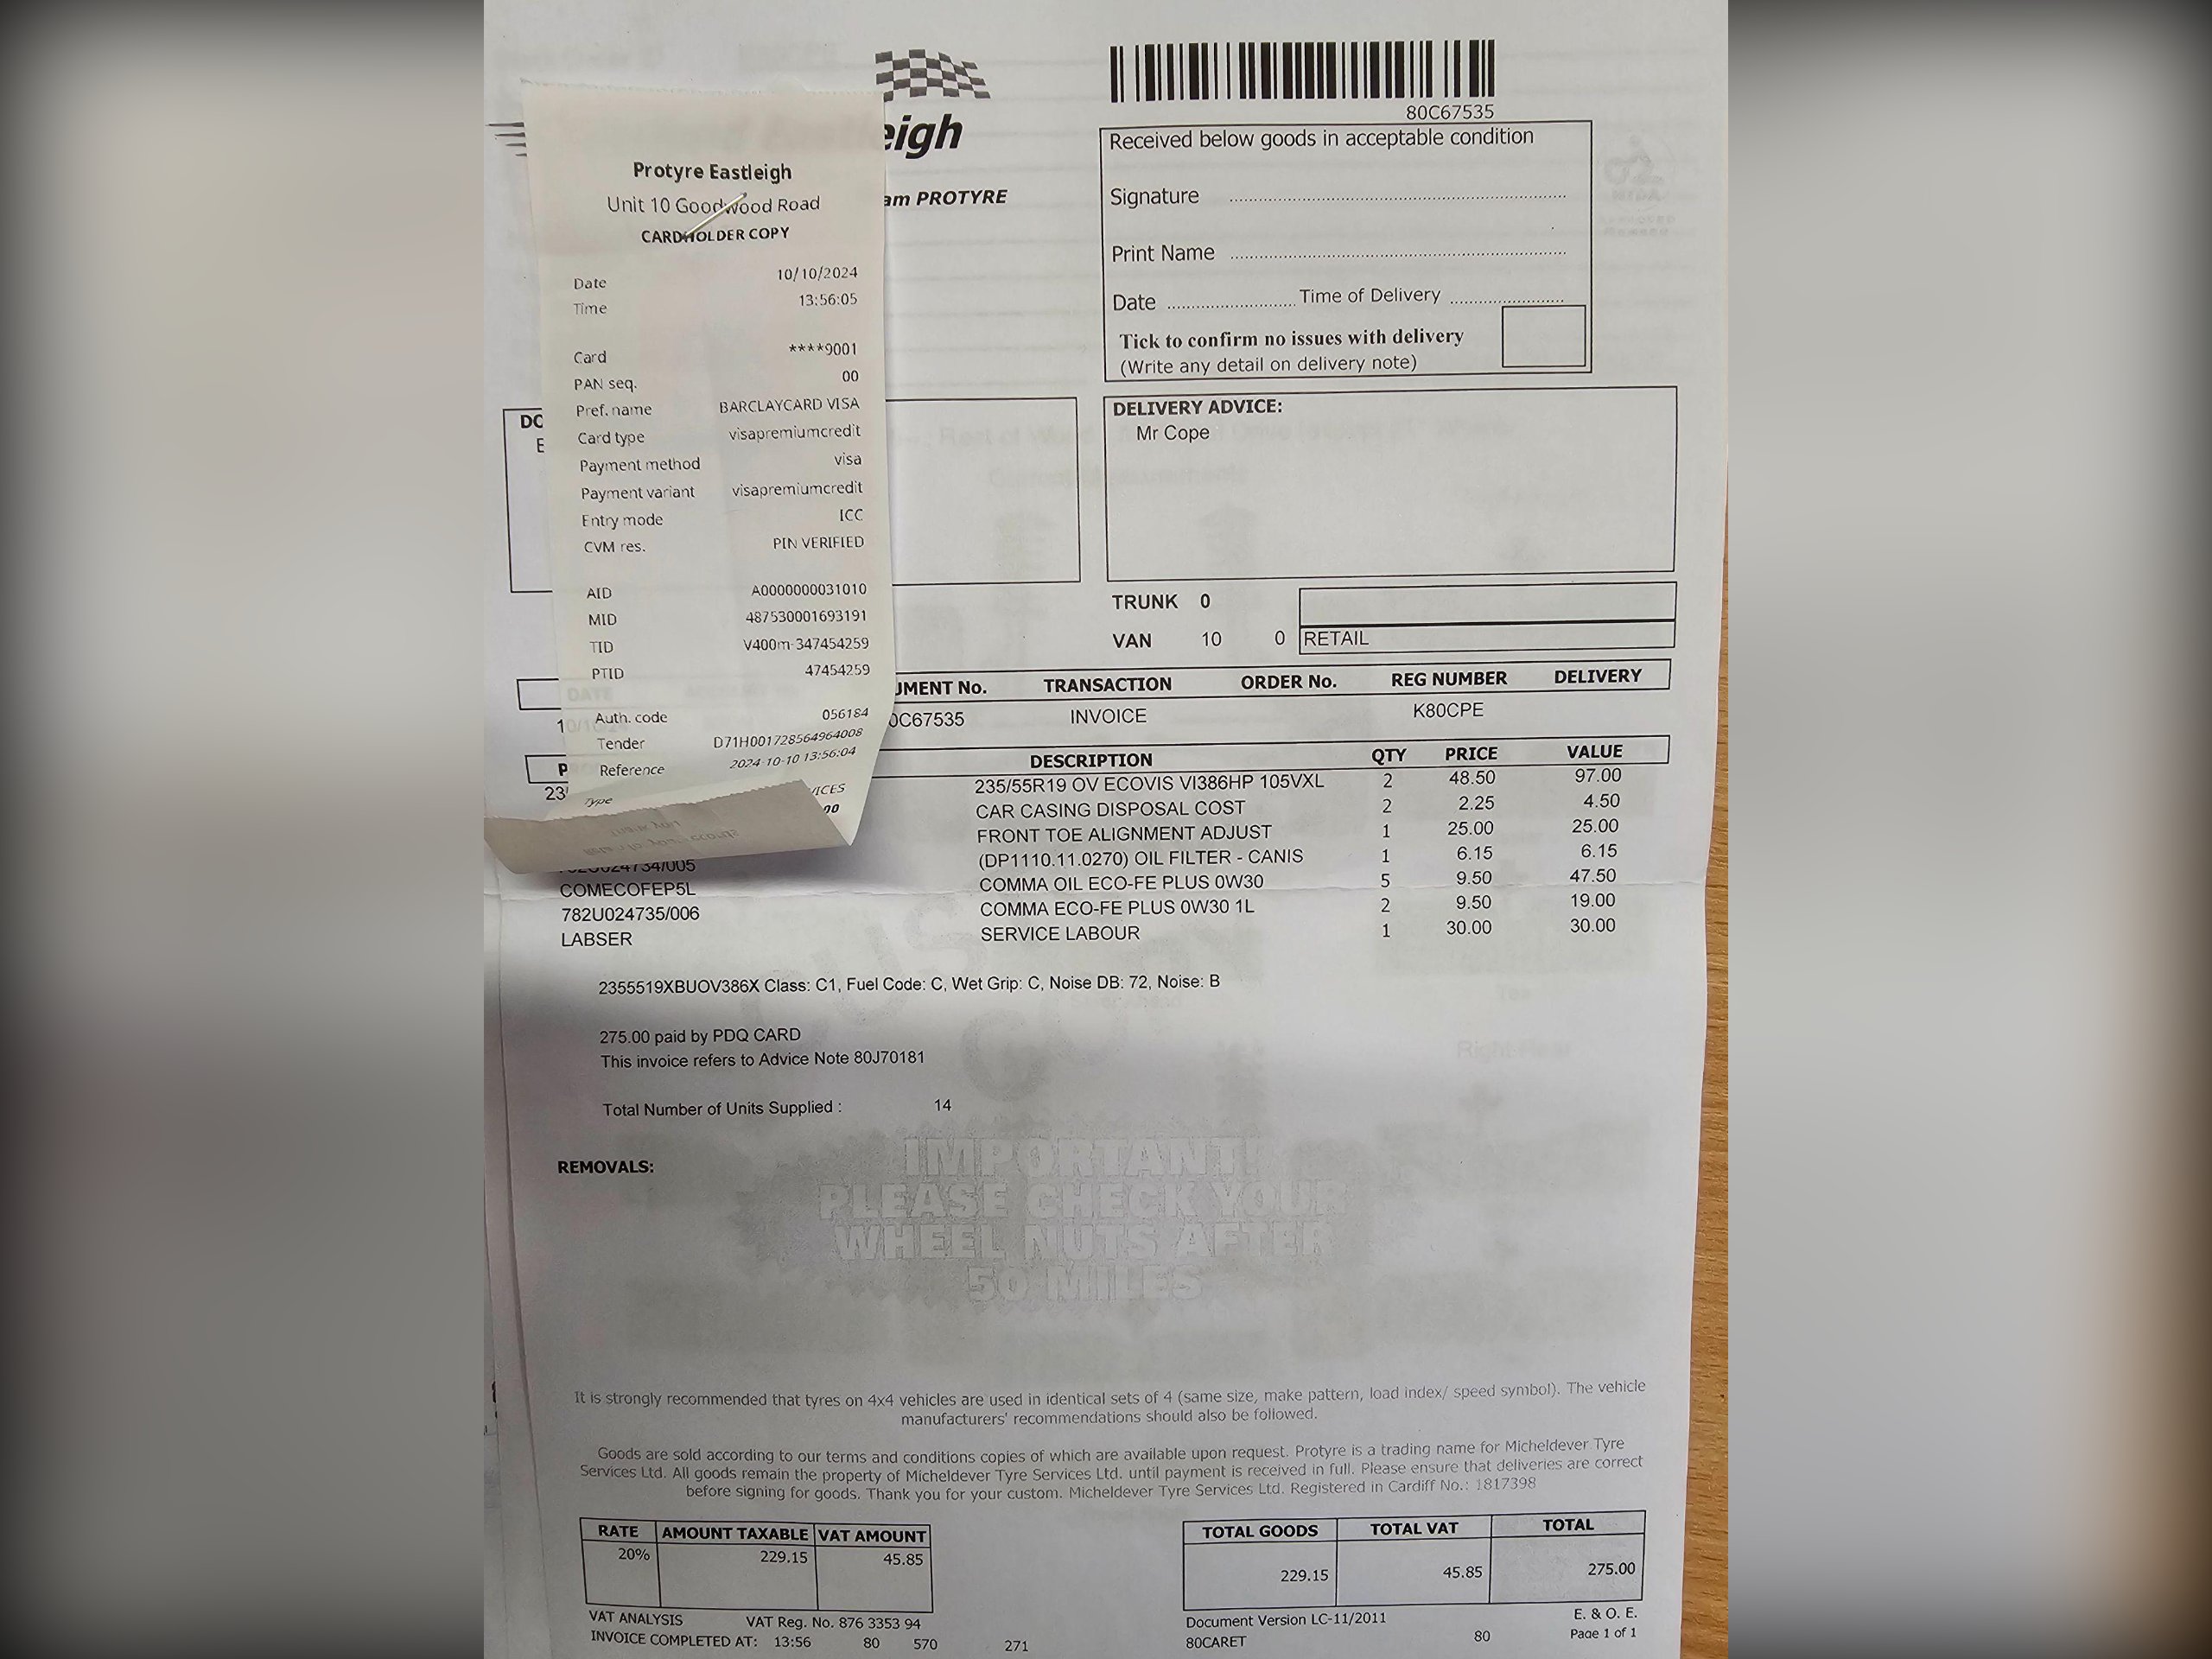 80C67535
eigh
am PROTYRE
Received below goods in acceptable condition
Signature
Print Name
Date Time of Delivery
Tick to confirm no issues with delivery
(Write any detail on delivery note)
Protyre Eastleigh
Unit 10 Goodwood Road
CARDHOLDER COPY
Date 10/10/2024
Time 13:56:05
Card ****9001
PAN seq. 00
Pref. name BARCLAYCARD VISA
Card type visapremiumcredit
Payment method visa
Payment variant visapremiumcredit
Entry mode ICC
CVM res. PIN VERIFIED
AID A0000000031010
MID 487530001693191
TID V400m-347454259
PTID 47454259
Auth. code 056184
Tender D71H001728564964008
Reference 2024-10-10 13:56:04
Type VICES
00
DO
E
DELIVERY ADVICE:
Mr Cope
TRUNK 0
VAN 10 0 RETAIL
UMENT No. TRANSACTION ORDER No. REG NUMBER DELIVERY
0C67535 INVOICE K80CPE
P DESCRIPTION QTY PRICE VALUE
23 235/55R19 OV ECOVIS VI386HP 105VXL 2 48.50 97.00
CAR CASING DISPOSAL COST 2 2.25 4.50
FRONT TOE ALIGNMENT ADJUST 1 25.00 25.00
(DP1110.11.0270) OIL FILTER - CANIS 1 6.15 6.15
COMECOFEP5L COMMA OIL ECO-FE PLUS 0W30 5 9.50 47.50
782U024735/006 COMMA ECO-FE PLUS 0W30 1L 2 9.50 19.00
LABSER SERVICE LABOUR 1 30.00 30.00
2355519XBUOV386X Class: C1, Fuel Code: C, Wet Grip: C, Noise DB: 72, Noise: B
275.00 paid by PDQ CARD
This invoice refers to Advice Note 80J70181
Total Number of Units Supplied : 14
REMOVALS:
IMPORTANT!
PLEASE CHECK YOUR
WHEEL NUTS AFTER
50 MILES
It is strongly recommended that tyres on 4x4 vehicles are used in identical sets of 4 (same size, make pattern, load index/ speed symbol). The vehicle
manufacturers' recommendations should also be followed.
Goods are sold according to our terms and conditions copies of which are available upon request. Protyre is a trading name for Micheldever Tyre
Services Ltd. All goods remain the property of Micheldever Tyre Services Ltd. until payment is received in full. Please ensure that deliveries are correct
before signing for goods. Thank you for your custom. Micheldever Tyre Services Ltd. Registered in Cardiff No.: 1817398
RATE AMOUNT TAXABLE VAT AMOUNT
20% 229.15 45.85
TOTAL GOODS TOTAL VAT TOTAL
229.15 45.85 275.00
VAT ANALYSIS VAT Reg. No. 876 3353 94
INVOICE COMPLETED AT: 13:56 80 570 271
Document Version LC-11/2011 E. & O. E.
80CARET 80 Page 1 of 1